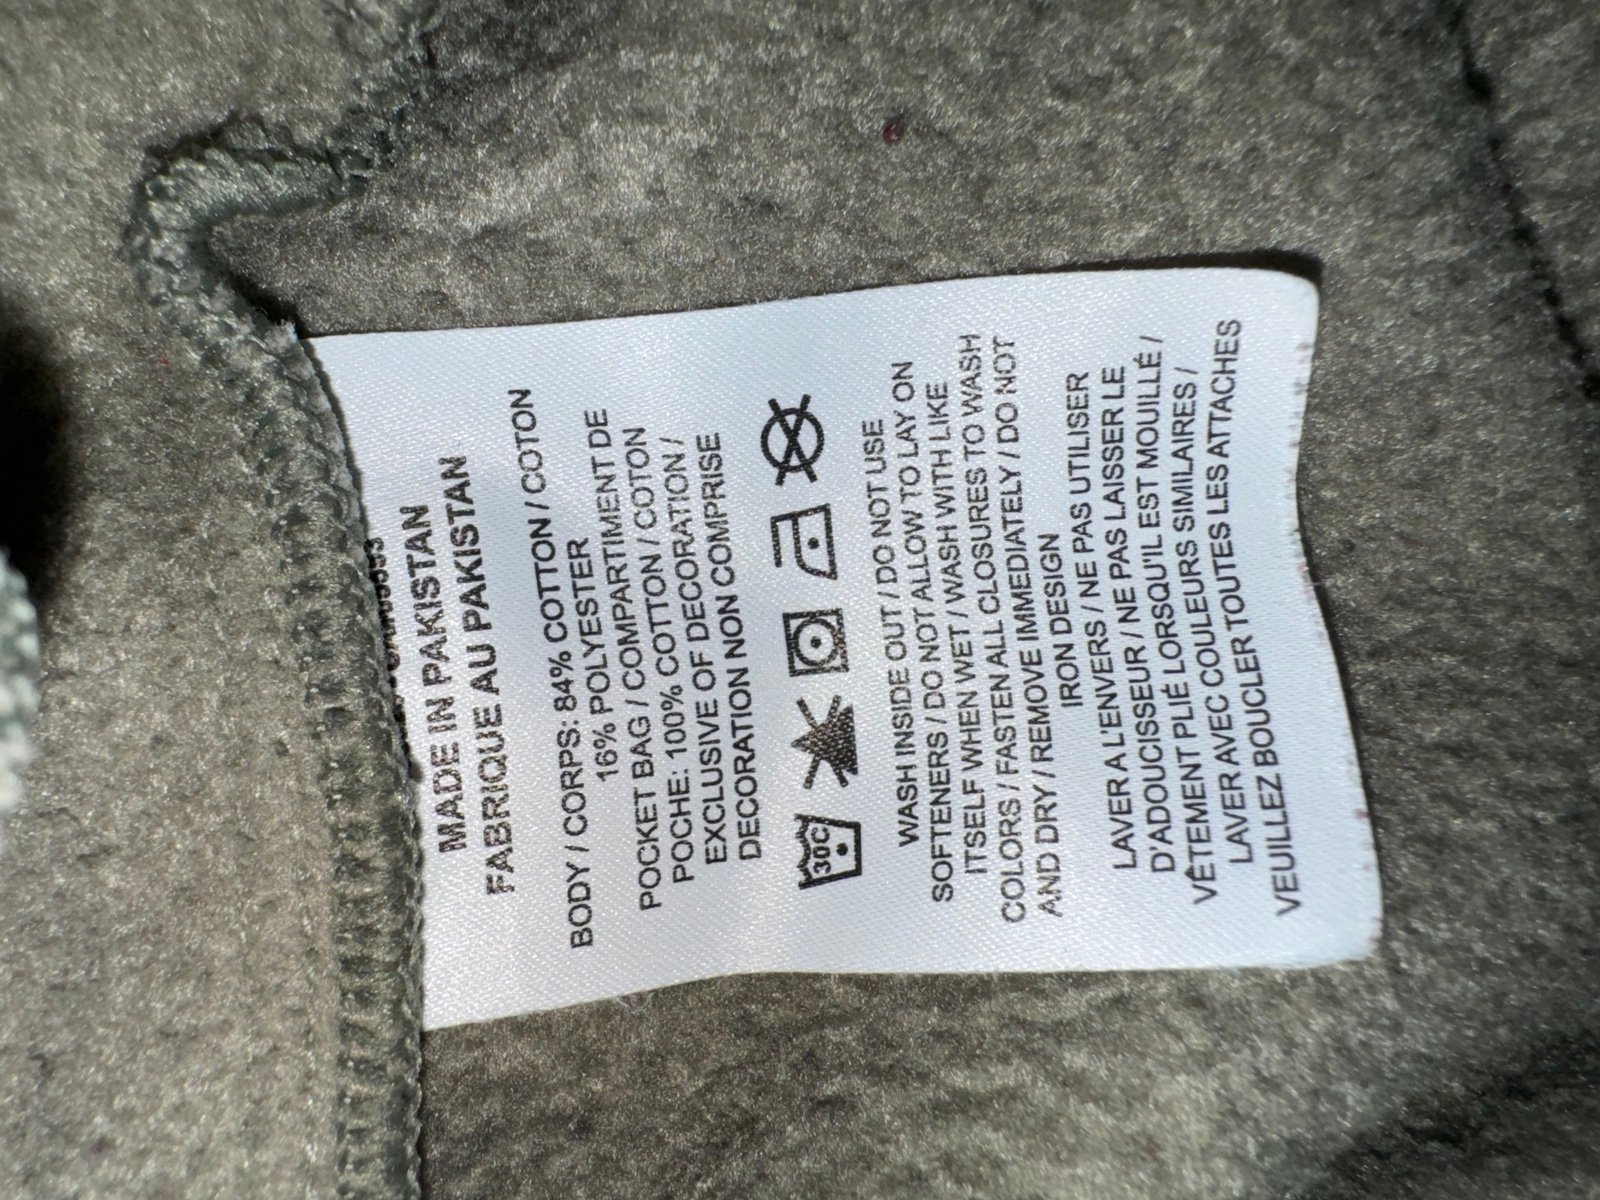 MADE IN PAKISTAN
FABRIQUE AU PAKISTAN
BODY / CORPS: 84% COTTON / COTON
16% POLYESTER
POCKET BAG / COMPARTIMENT DE
POCHE: 100% COTTON / COTON
EXCLUSIVE OF DECORATION /
DECORATION NON COMPRISE
30C
WASH INSIDE OUT / DO NOT USE
SOFTENERS / DO NOT ALLOW TO LAY ON
ITSELF WHEN WET / WASH WITH LIKE
COLORS / FASTEN ALL CLOSURES TO WASH
AND DRY / REMOVE IMMEDIATELY / DO NOT
IRON DESIGN
LAVER A L'ENVERS / NE PAS UTILISER
D'ADOUCISSEUR / NE PAS LAISSER LE
VÊTEMENT PLIÉ LORSQU'IL EST MOUILLÉ /
LAVER AVEC COULEURS SIMILAIRES /
VEUILLEZ BOUCLER TOUTES LES ATTACHES